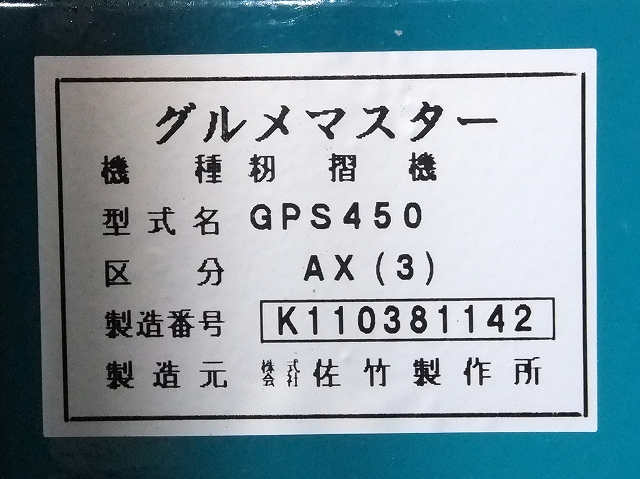 グルメマスター
機種 籾摺機
型式名 GPS450
区分 AX(3)
製造番号 K110381142
製造元 株式会社 佐竹製作所